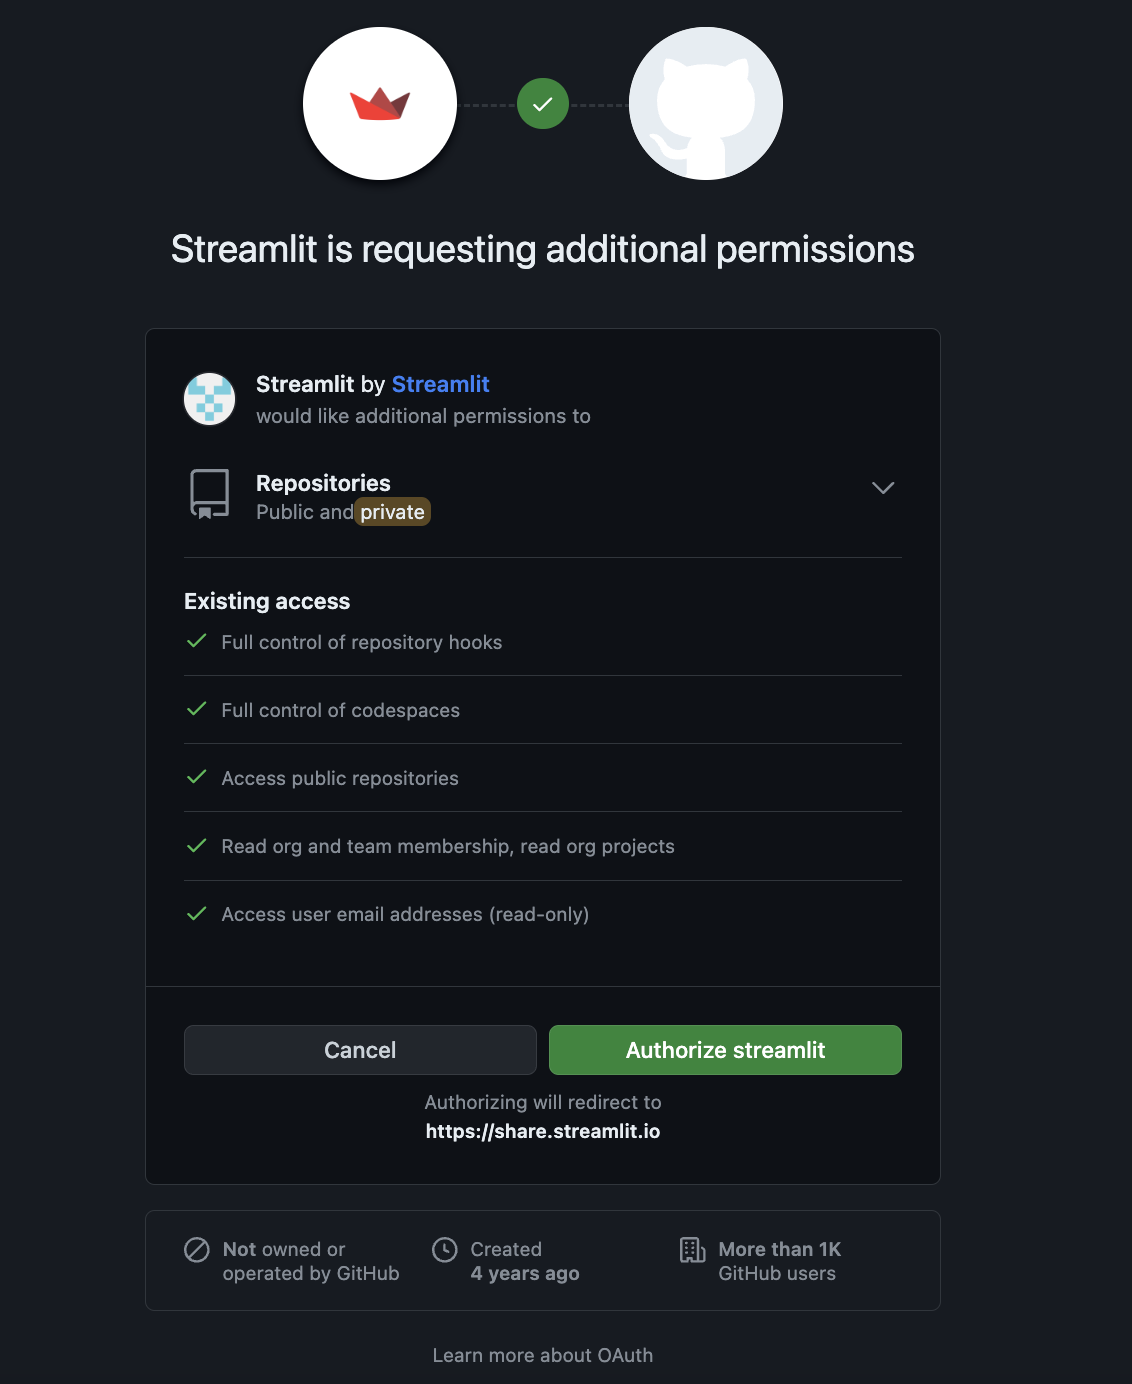 Streamlit is requesting additional permissions
Streamlit by Streamlit
would like additional permissions to
Repositories
Public and private
Existing access
Full control of repository hooks
Full control of codespaces
Access public repositories
Read org and team membership, read org projects
Access user email addresses (read-only)
Cancel
Authorize streamlit
Authorizing will redirect to
https://share.streamlit.io
Not owned or
operated by GitHub
Created
4 years ago
More than 1K
GitHub users
Learn more about OAuth